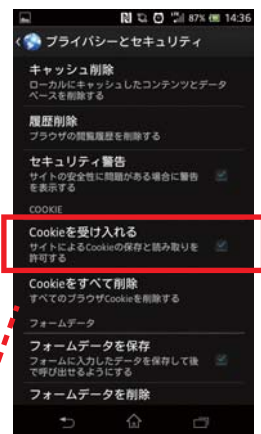 87% 14:36
プライバシーとセキュリティ
キャッシュ削除
ローカルにキャッシュしたコンテンツとデータ
ベースを削除する
履歴削除
ブラウザの閲覧履歴を削除する
セキュリティ警告
サイトの安全性に問題がある場合に警告
を表示する
COOKIE
Cookieを受け入れる
サイトによるCookieの保存と読み取りを
許可する
Cookieをすべて削除
すべてのブラウザCookieを削除する
フォームデータ
フォームデータを保存
フォームに入力したデータを保存して後
で呼び出せるようにする
フォームデータを削除